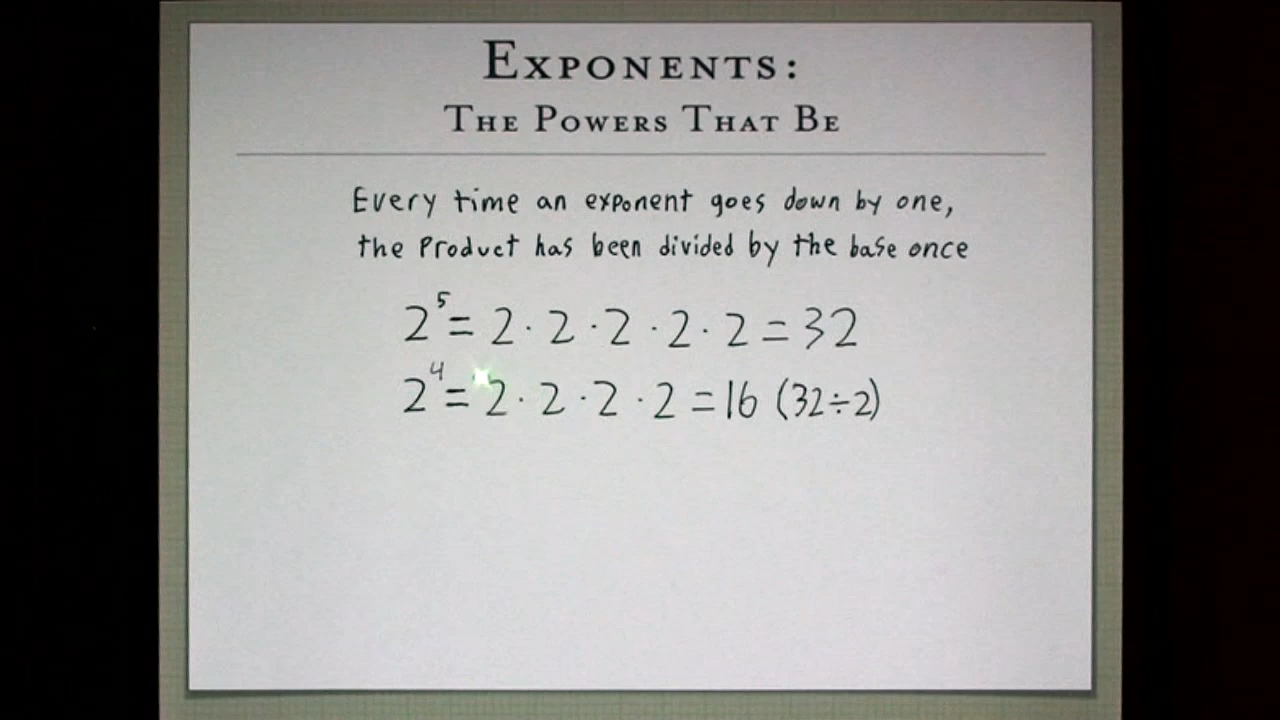 EXPONENTS:
THE POWERS THAT BE
Every time an exponent goes down by one,
the Product has been divided by the base once
2⁵ = 2 · 2 · 2 · 2 · 2 = 32
2⁴ = 2 · 2 · 2 · 2 = 16 (32÷2)